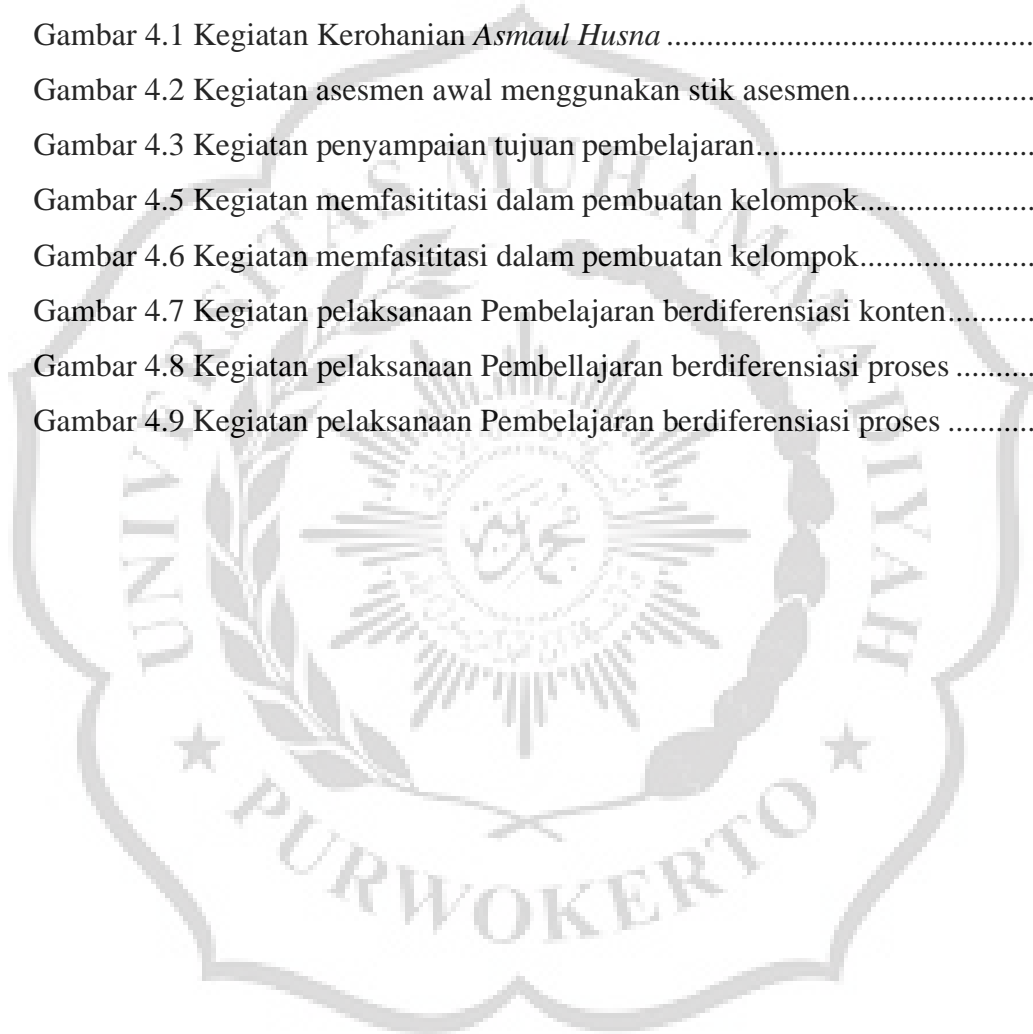 Gambar 4.1 Kegiatan Kerohanian Asmaul Husna ..............................................
Gambar 4.2 Kegiatan asesmen awal menggunakan stik asesmen.......................
Gambar 4.3 Kegiatan penyampaian tujuan pembelajaran...................................
Gambar 4.5 Kegiatan memfasititasi dalam pembuatan kelompok......................
Gambar 4.6 Kegiatan memfasititasi dalam pembuatan kelompok......................
Gambar 4.7 Kegiatan pelaksanaan Pembelajaran berdiferensiasi konten...........
Gambar 4.8 Kegiatan pelaksanaan Pembellajaran berdiferensiasi proses ..........
Gambar 4.9 Kegiatan pelaksanaan Pembelajaran berdiferensiasi proses ...........
UNIVERSITAS MUHAMMADIYAH
PURWOKERTO